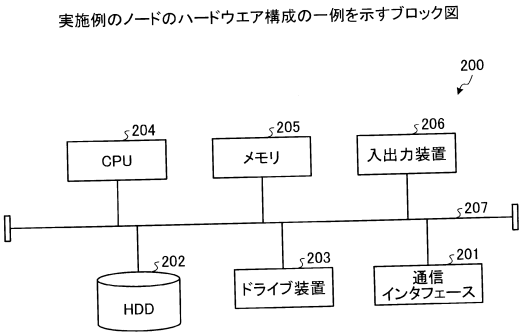 実施例のノードのハードウエア構成の一例を示すブロック図
200
204
205
206
CPU
メモリ
入出力装置
207
202
203
201
HDD
ドライブ装置
通信
インタフェース